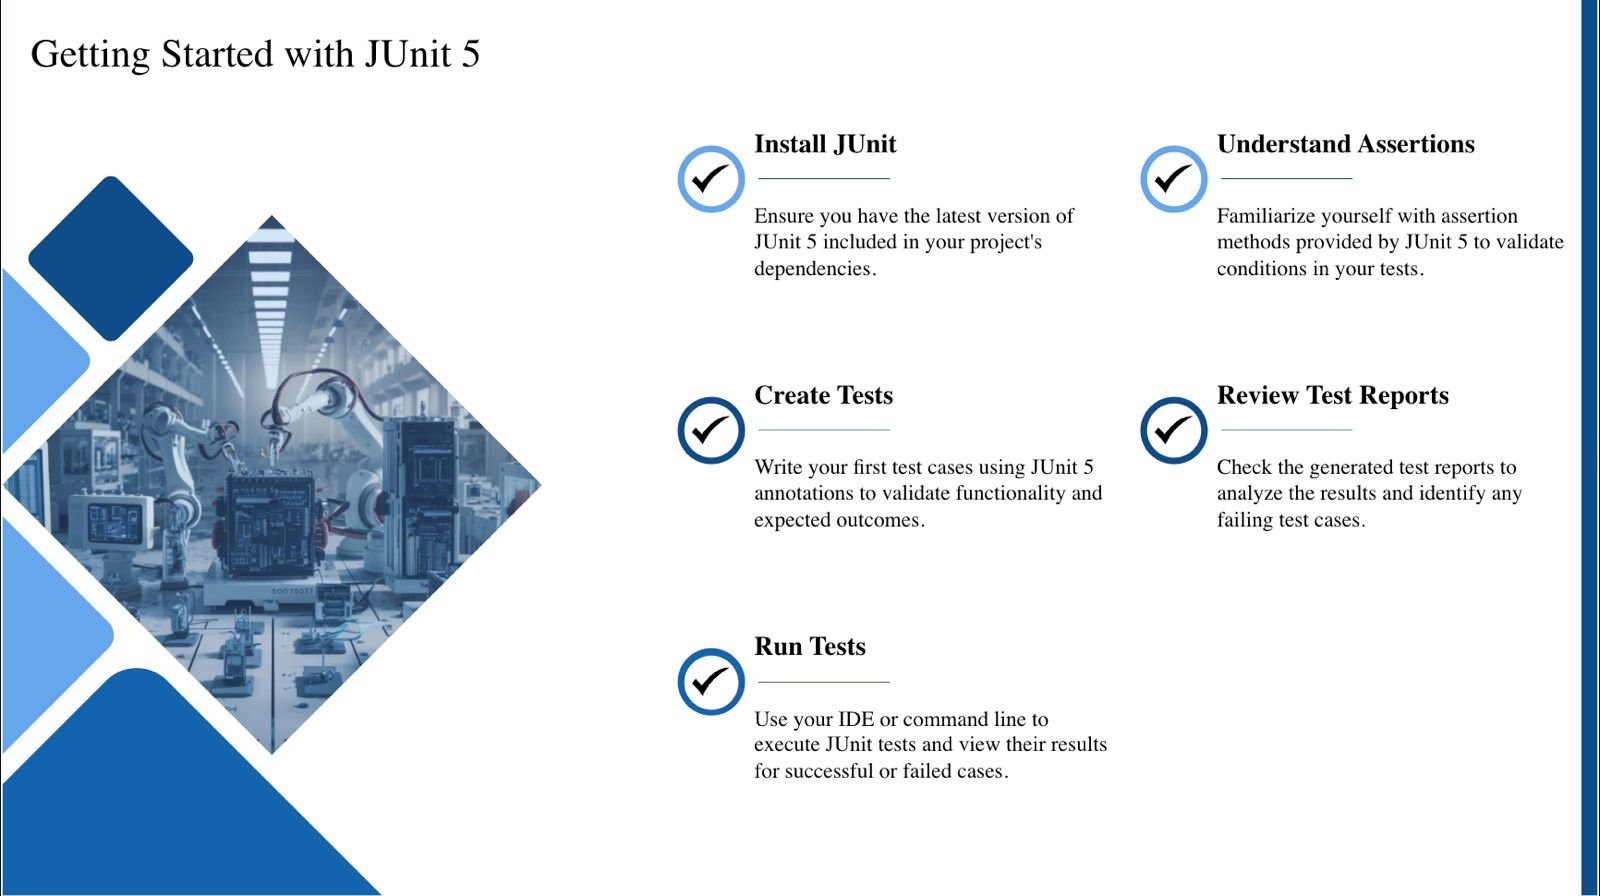 Getting Started with JUnit 5
Install JUnit
Ensure you have the latest version of
JUnit 5 included in your project's
dependencies.
Create Tests
Write your first test cases using JUnit 5
annotations to validate functionality and
expected outcomes.
Run Tests
Use your IDE or command line to
execute JUnit tests and view their results
for successful or failed cases.
Understand Assertions
Familiarize yourself with assertion
methods provided by JUnit 5 to validate
conditions in your tests.
Review Test Reports
Check the generated test reports to
analyze the results and identify any
failing test cases.